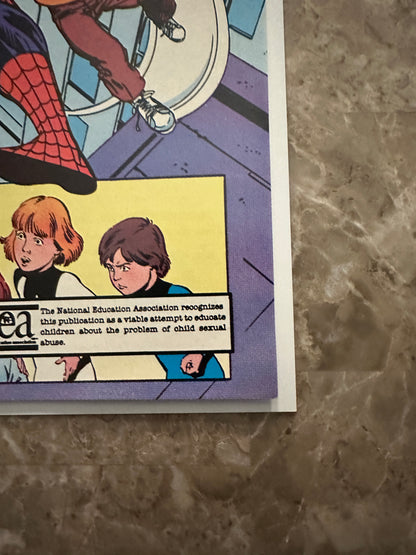 ea
The National Education Association recognizes
this publication as a viable attempt to educate
children about the problem of child sexual
abuse.